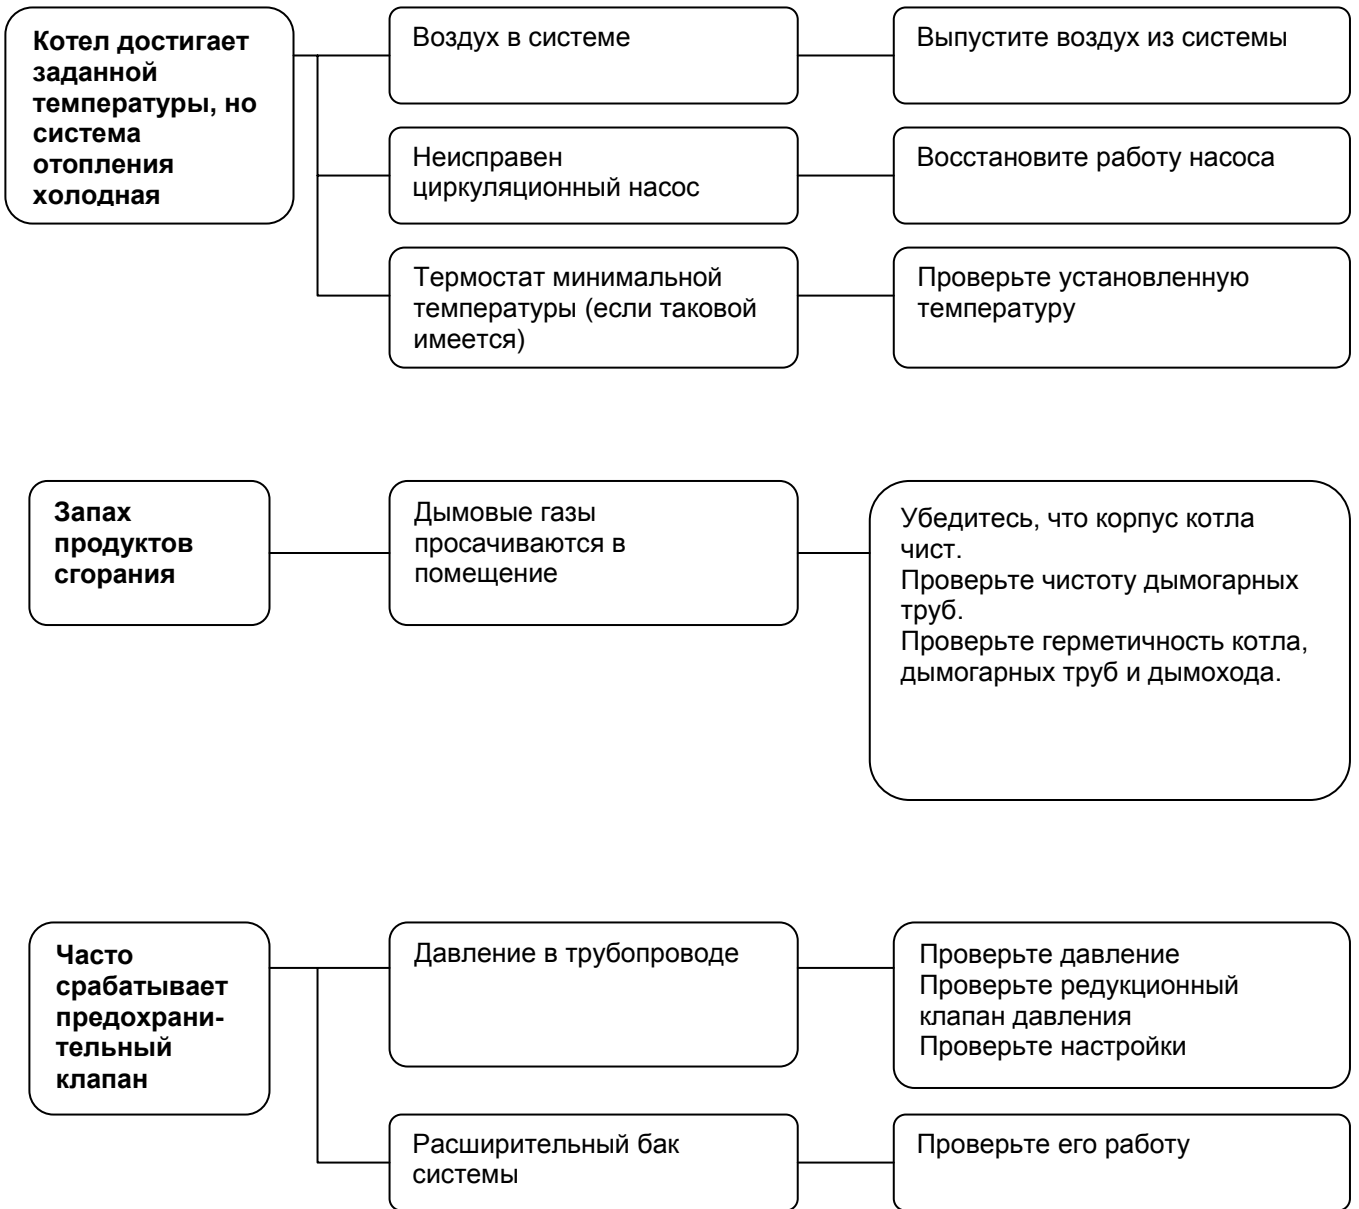 Котел достигает
заданной
температуры, но
система
отопления
холодная
Воздух в системе
Выпустите воздух из системы
Неисправен
циркуляционный насос
Восстановите работу насоса
Термостат минимальной
температуры (если таковой
имеется)
Проверьте установленную
температуру
Запах
продуктов
сгорания
Дымовые газы
просачиваются в
помещение
Убедитесь, что корпус котла
чист.
Проверьте чистоту дымогарных
труб.
Проверьте герметичность котла,
дымогарных труб и дымохода.
Часто
срабатывает
предохрани-
тельный
клапан
Давление в трубопроводе
Проверьте давление
Проверьте редукционный
клапан давления
Проверьте настройки
Расширительный бак
системы
Проверьте его работу